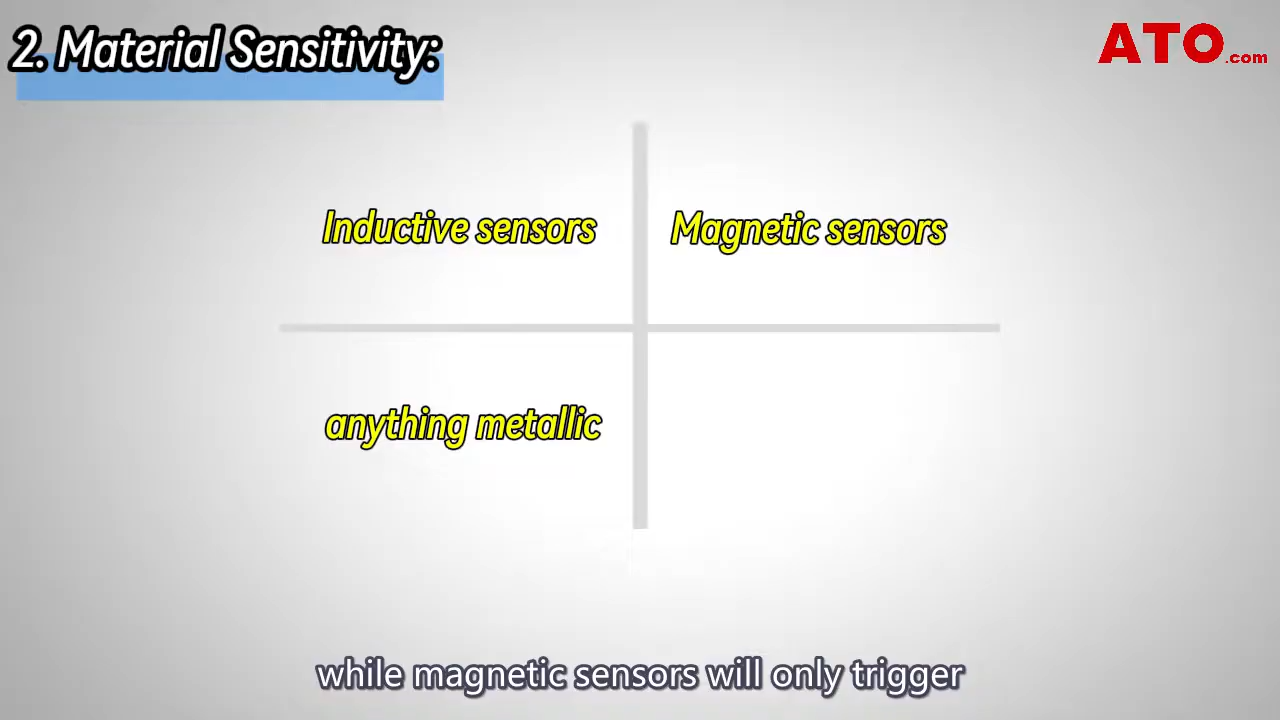 2. Material Sensitivity:
ATO.com
Inductive sensors
Magnetic sensors
anything metallic
while magnetic sensors will only trigger